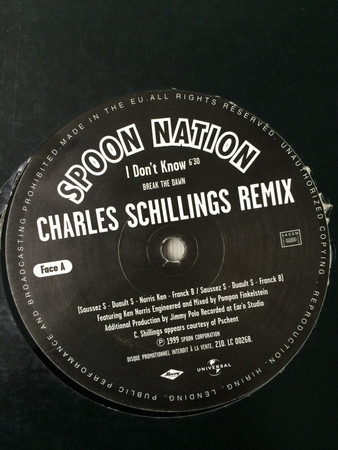 MADE IN THE EU. ALL RIGHTS RESERVED. UNAUTHORIZED COPYING, REPRODUCTION, HIRING, LENDING, PUBLIC PERFORMANCE AND BROADCASTING PROHIBITED
SPOON NATION
I Don't Know 6'30
BREAK THE DAWN
CHARLES SCHILLINGS REMIX
SACEM
Face A
(Saussez S - Duault S - Norris Ken - Franck B / Saussez S - Duault S - Franck B)
Featuring Ken Norris Engineered and Mixed by Pompon Finkelstein
Additional Production by Jimmy Polo Recorded at Ear'o Studio
C. Shillings appears courtesy of Pschent
℗ 1999 SPOON CORPORATION
DISQUE PROMOTIONNEL INTERDIT À LA VENTE. 210. LC 00268.
UNIVERSAL